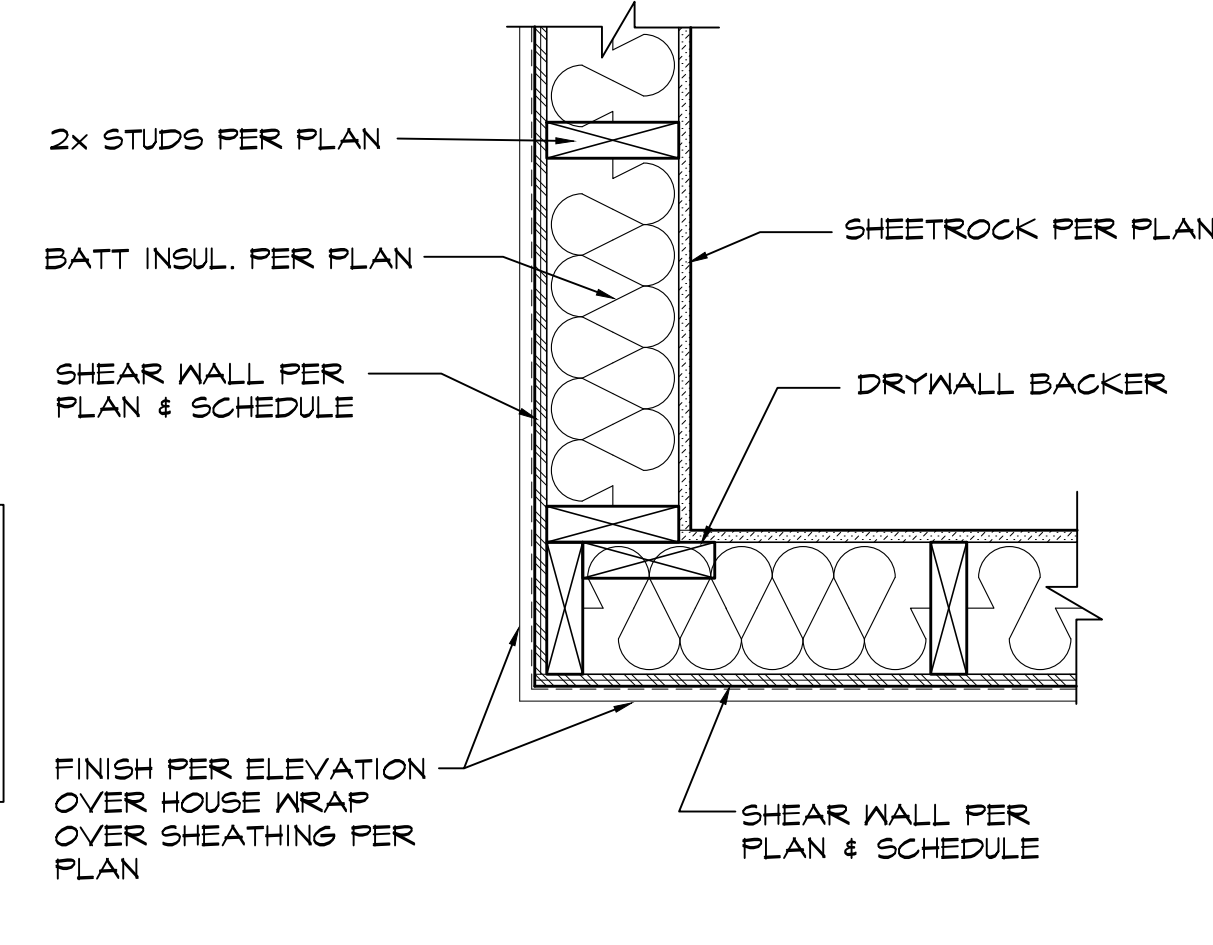 2x STUDS PER PLAN
BATT INSUL. PER PLAN
SHEAR WALL PER
PLAN & SCHEDULE
SHEETROCK PER PLAN
DRYWALL BACKER
FINISH PER ELEVATION
OVER HOUSE WRAP
OVER SHEATHING PER
PLAN
SHEAR WALL PER
PLAN & SCHEDULE